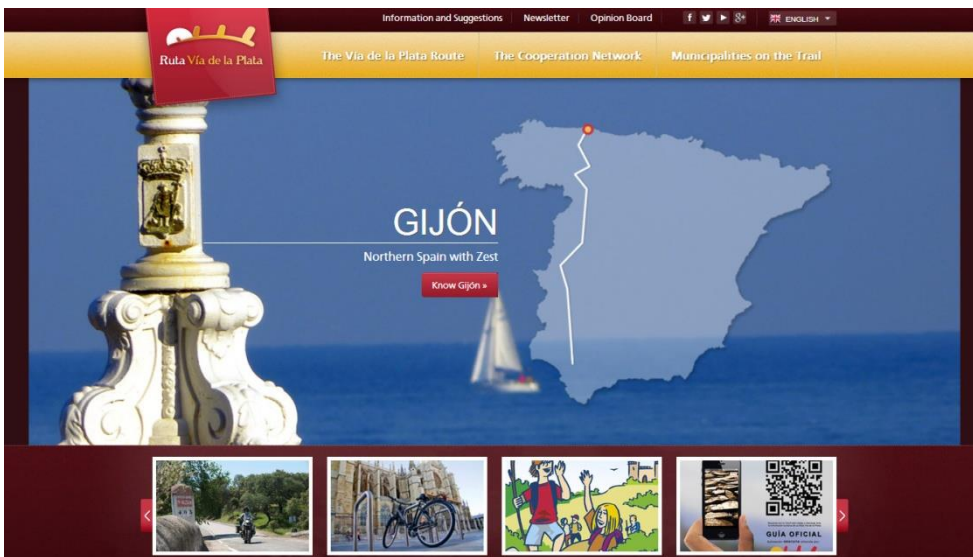 Information and Suggestions
Newsletter
Opinion Board
ENGLISH
Ruta Vía de la Plata
The Vía de la Plata Route
The Cooperation Network
Municipalities on the Trail
GIJÓN
Northern Spain with Zest
Know Gijón »
GUÍA OFICIAL